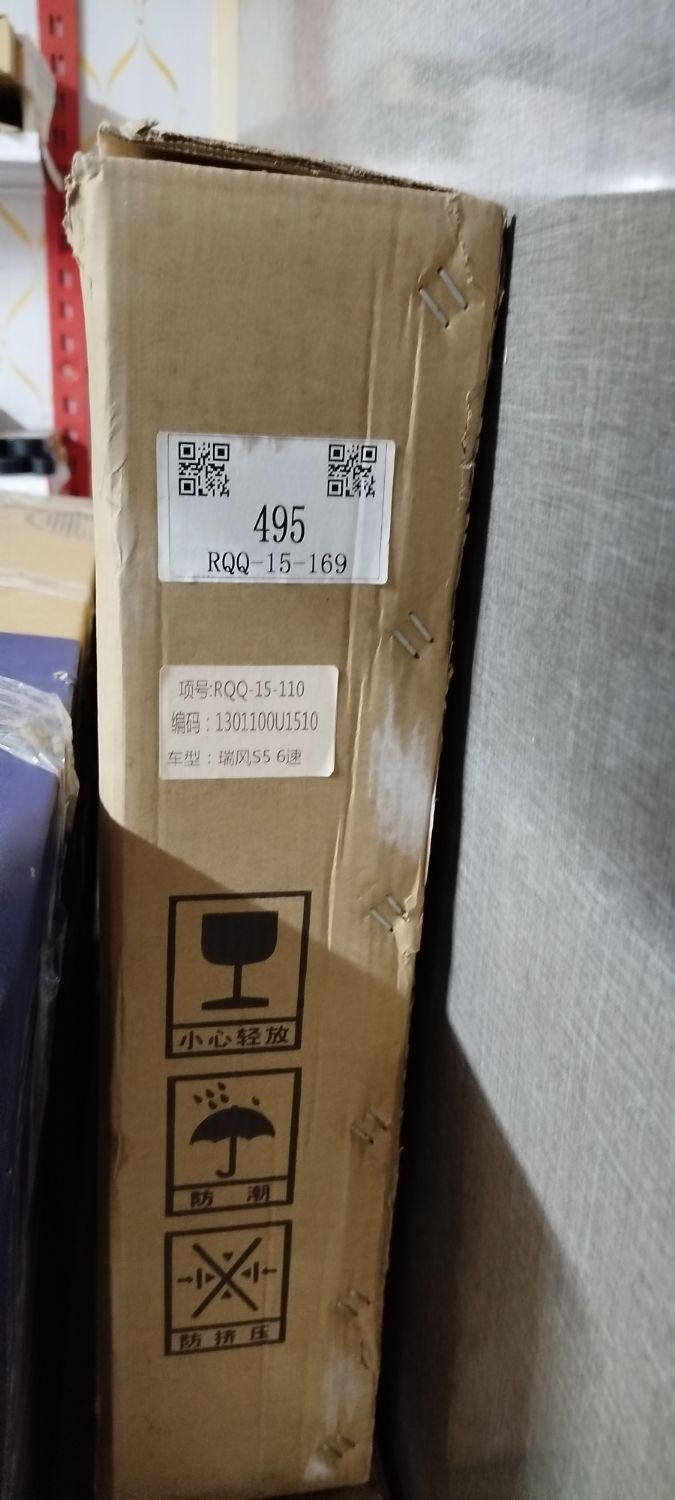 495
RQQ-15-169
项号:RQQ-15-110
编码：1301100U1510
车型：瑞风S5 6速
小心轻放
防 潮
防 挤 压